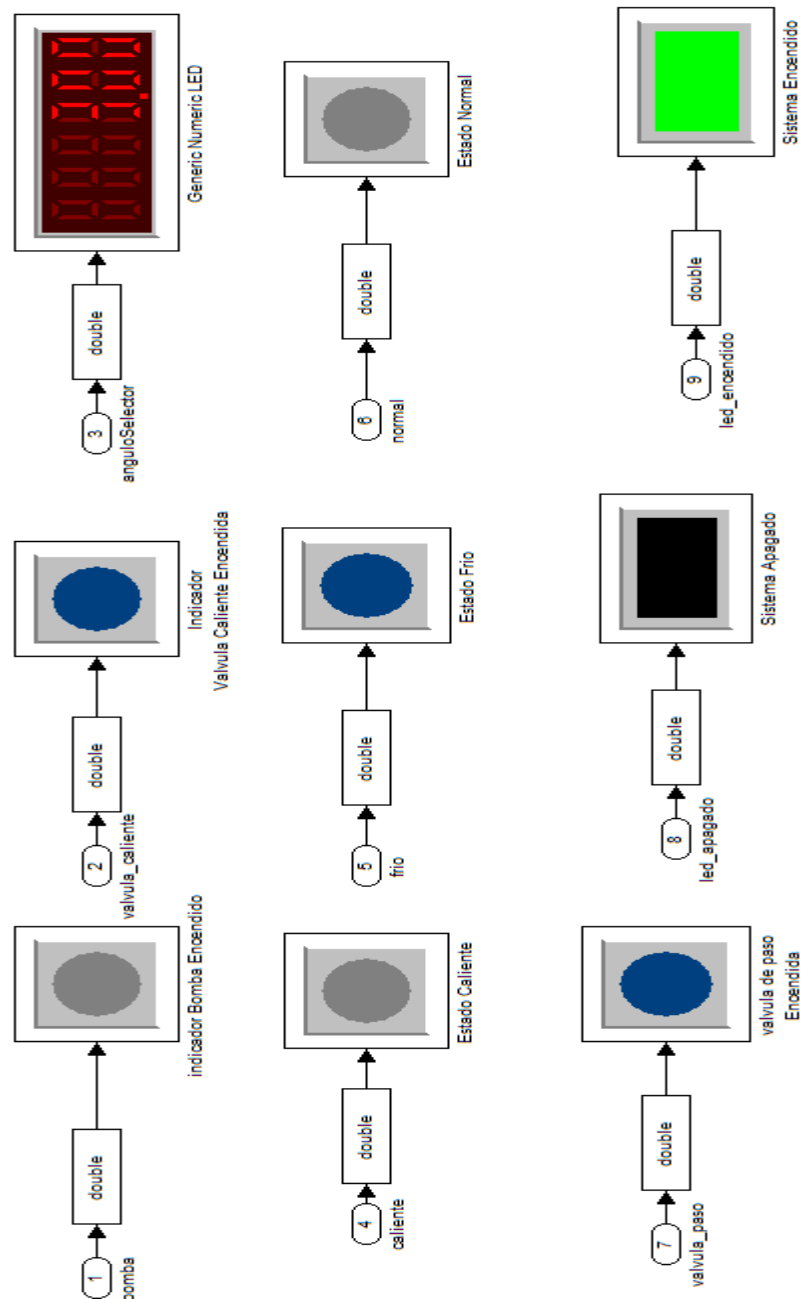 1
bomba
double
indicador Bomba Encendido
2
valvula_caliente
double
Indicador
Valvula Caliente Encendida
3
anguloSelector
double
Generic Numeric LED
4
caliente
double
Estado Caliente
5
frio
double
Estado Frio
6
normal
double
Estado Normal
7
valvula_paso
double
valvula de paso
Encendida
8
led_apagado
double
Sistema Apagado
9
led_encendido
double
Sistema Encendido